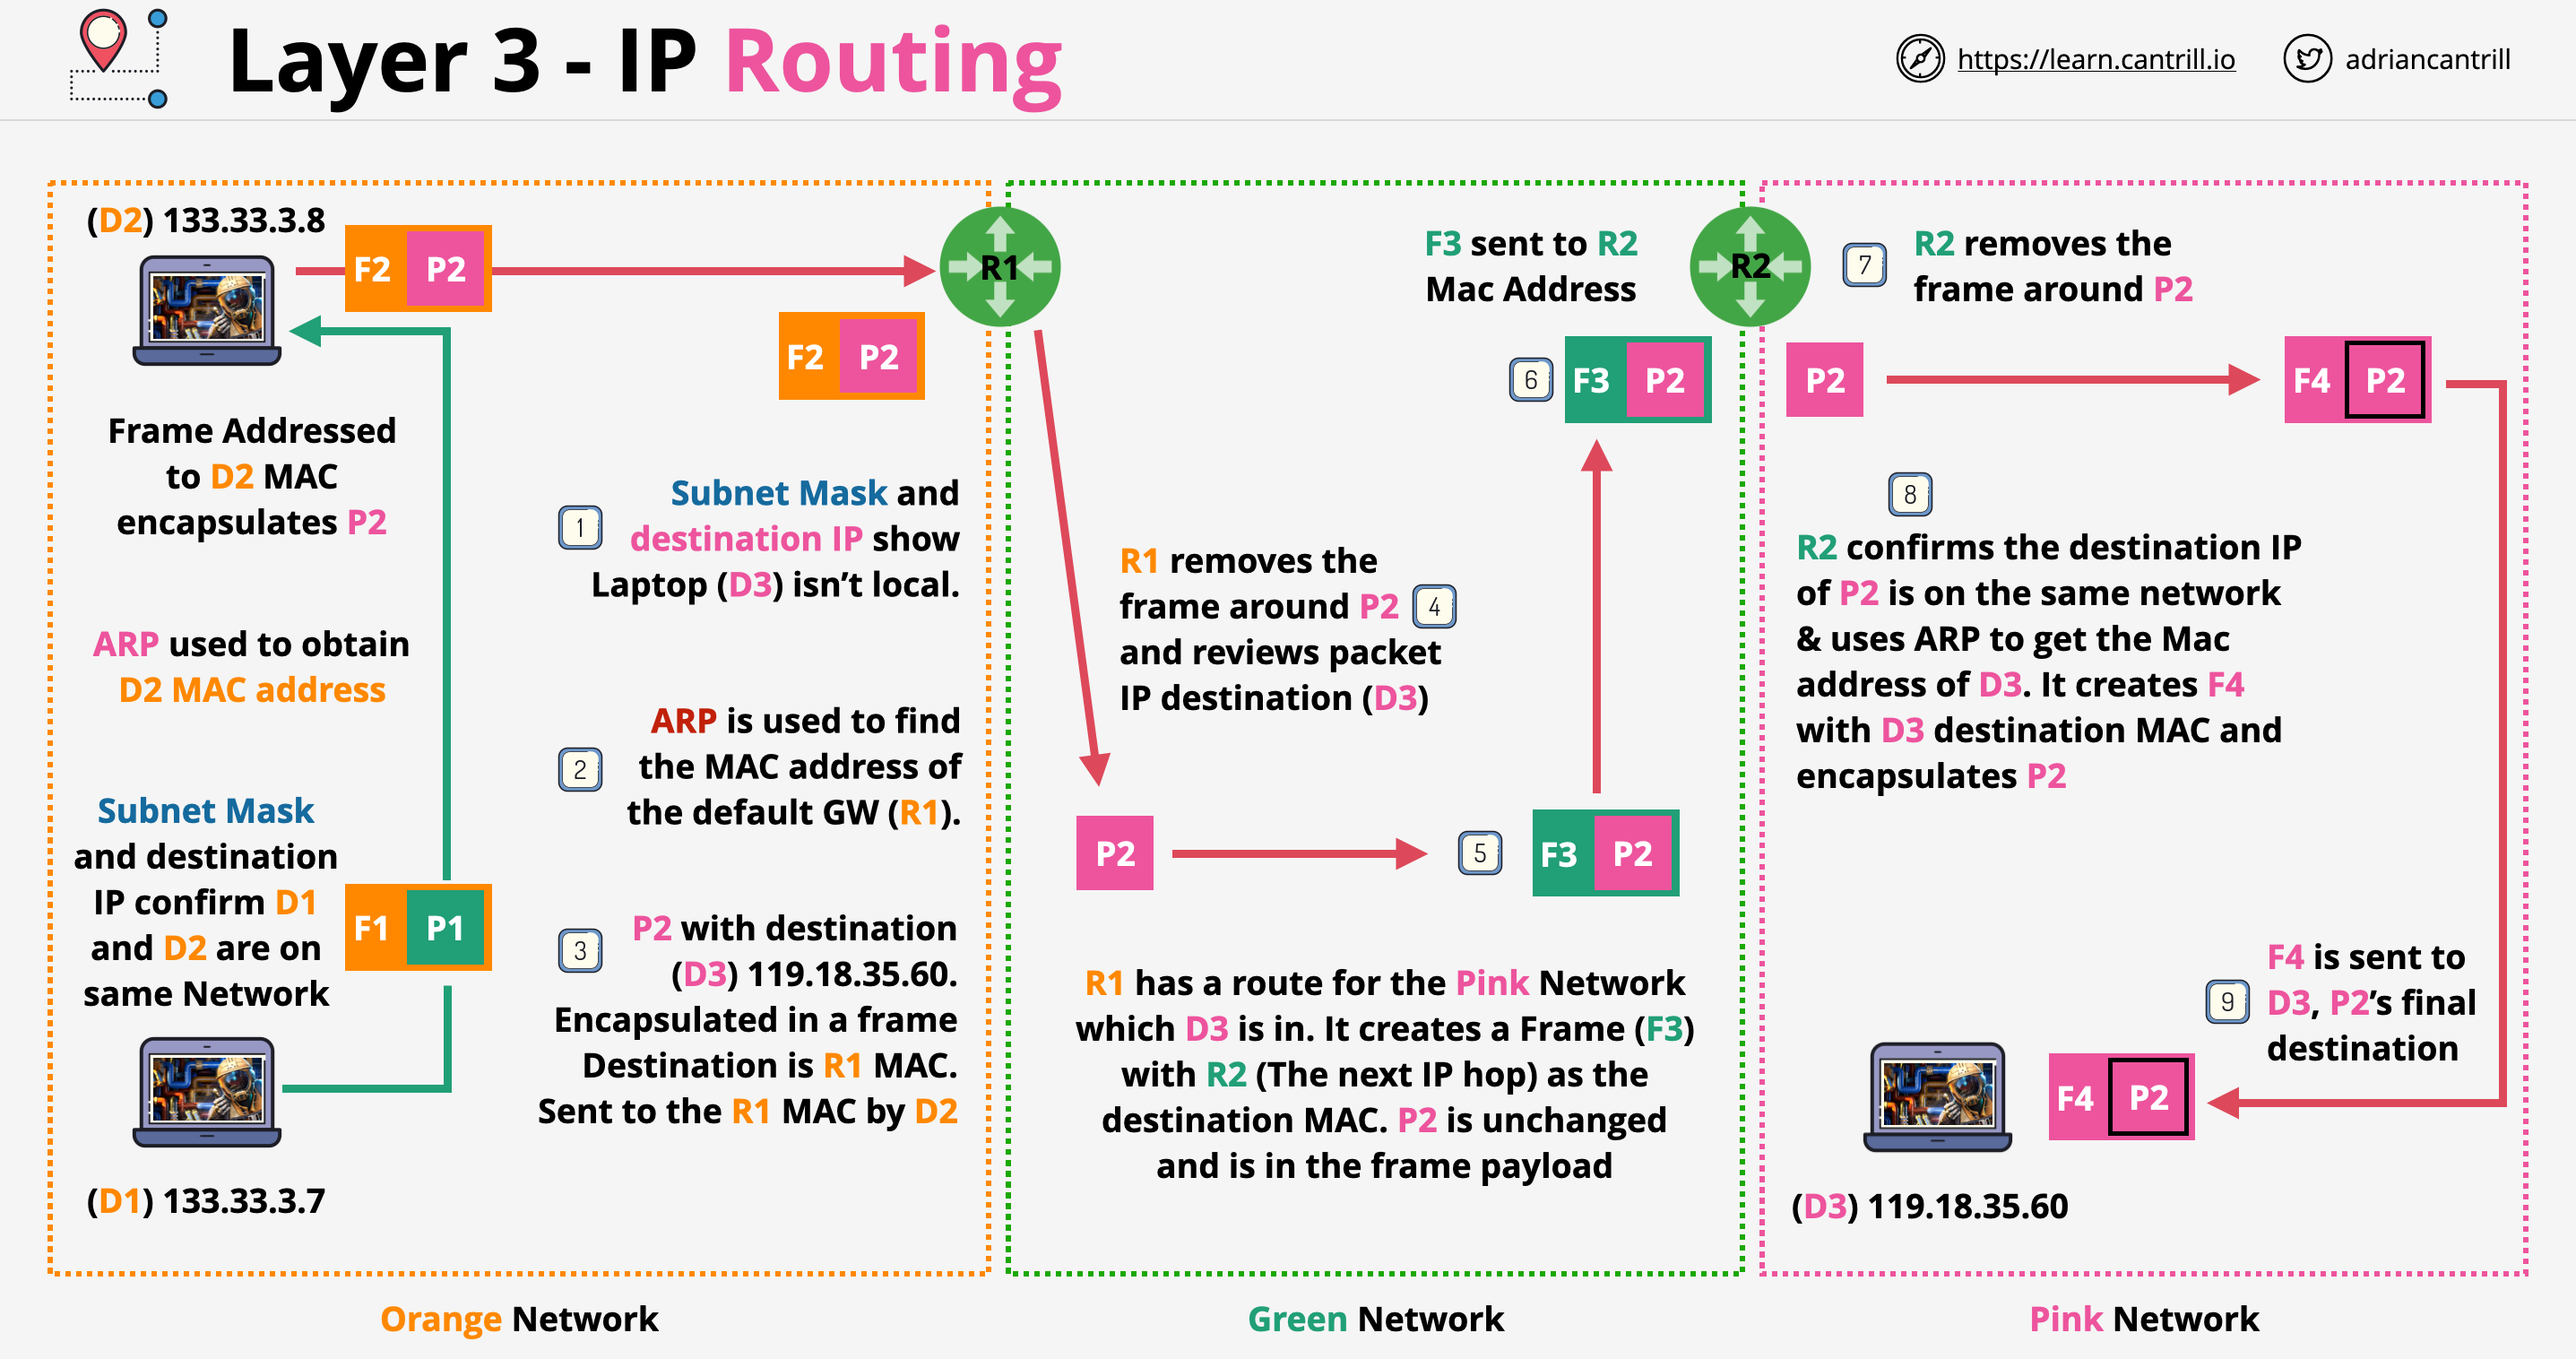 Layer 3 - IP Routing
https://learn.cantrill.io
adriancantrill
(D2) 133.33.3.8
F2 P2
R1
F2 P2
Frame Addressed
to D2 MAC
encapsulates P2
ARP used to obtain
D2 MAC address
Subnet Mask
and destination
IP confirm D1
and D2 are on
same Network
F1 P1
(D1) 133.33.3.7
1
Subnet Mask and
destination IP show
Laptop (D3) isn’t local.
2
ARP is used to find
the MAC address of
the default GW (R1).
3
P2 with destination
(D3) 119.18.35.60.
Encapsulated in a frame
Destination is R1 MAC.
Sent to the R1 MAC by D2
Orange Network
R1 removes the
frame around P2 4
and reviews packet
IP destination (D3)
P2
5
F3 P2
R1 has a route for the Pink Network
which D3 is in. It creates a Frame (F3)
with R2 (The next IP hop) as the
destination MAC. P2 is unchanged
and is in the frame payload
F3 sent to R2
Mac Address
6
F3 P2
R2
Green Network
7
R2 removes the
frame around P2
P2
F4 P2
8
R2 confirms the destination IP
of P2 is on the same network
& uses ARP to get the Mac
address of D3. It creates F4
with D3 destination MAC and
encapsulates P2
9
F4 is sent to
D3, P2’s final
destination
F4 P2
(D3) 119.18.35.60
Pink Network